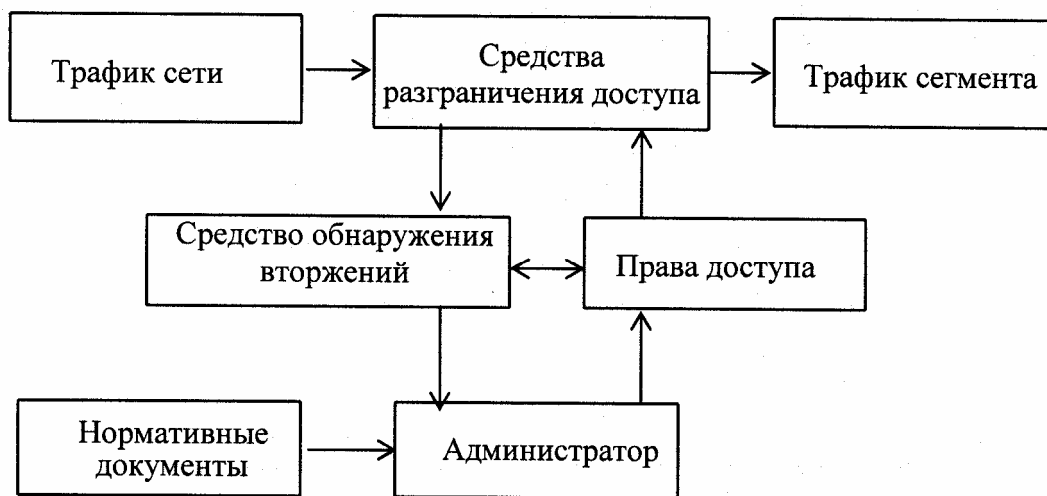 Трафик сети
Средства
разграничения доступа
Трафик сегмента
Средство обнаружения
вторжений
Права доступа
Нормативные
документы
Администратор